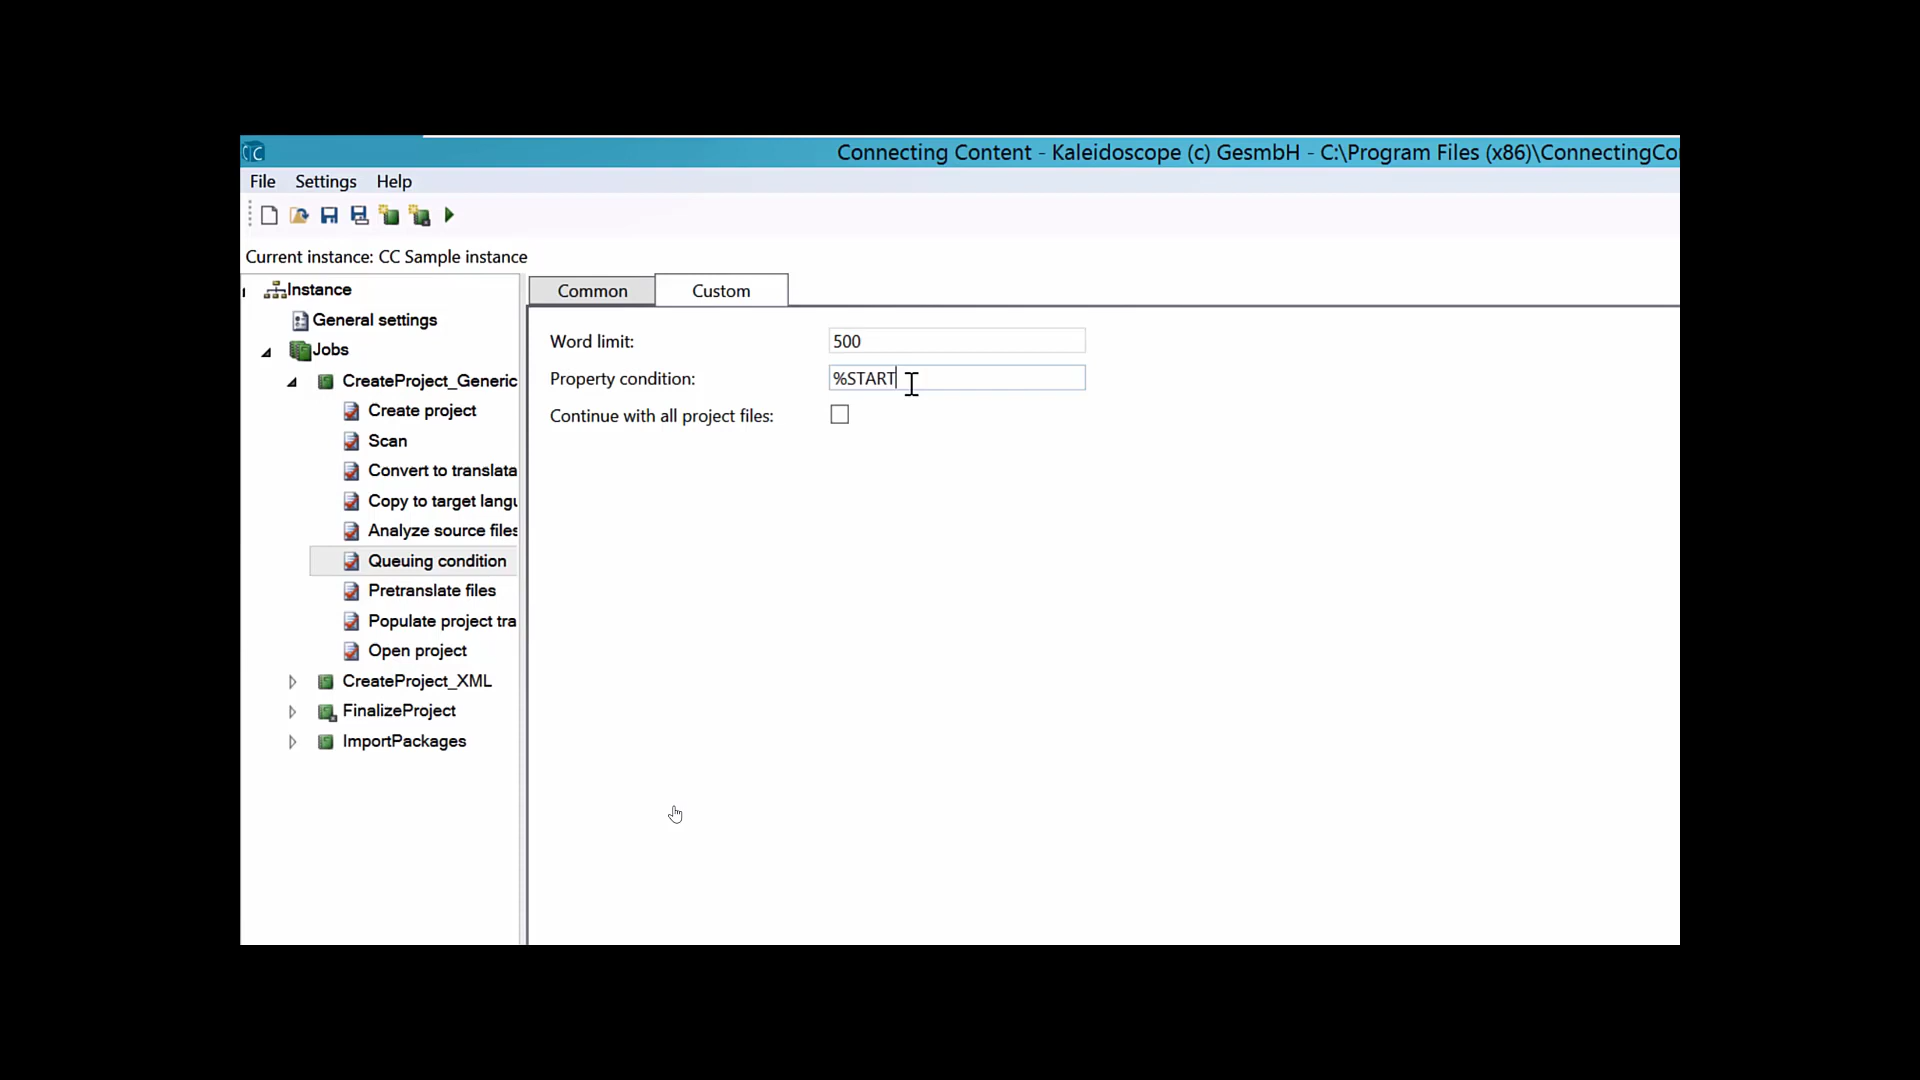 Connecting Content - Kaleidoscope (c) GesmbH - C:\Program Files (x86)\ConnectingCo
File Settings Help
Current instance: CC Sample instance
Instance
General settings
Jobs
CreateProject_Generic
Create project
Scan
Convert to translata
Copy to target langu
Analyze source files
Queuing condition
Pretranslate files
Populate project tra
Open project
CreateProject_XML
FinalizeProject
ImportPackages
Common Custom
Word limit: 500
Property condition: %START
Continue with all project files: